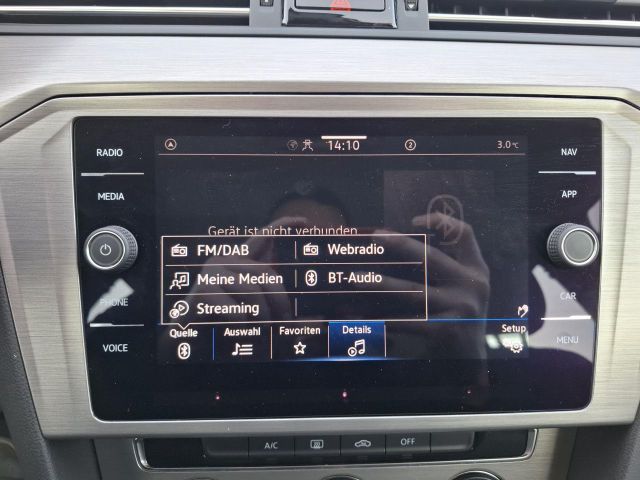 RADIO
MEDIA
PHONE
VOICE
14:10
2
3.0°C
Gerät ist nicht verbunden.
FM/DAB
Webradio
Meine Medien
BT-Audio
Streaming
Quelle
Auswahl
Favoriten
Details
Setup
NAV
APP
CAR
MENU
A/C
OFF